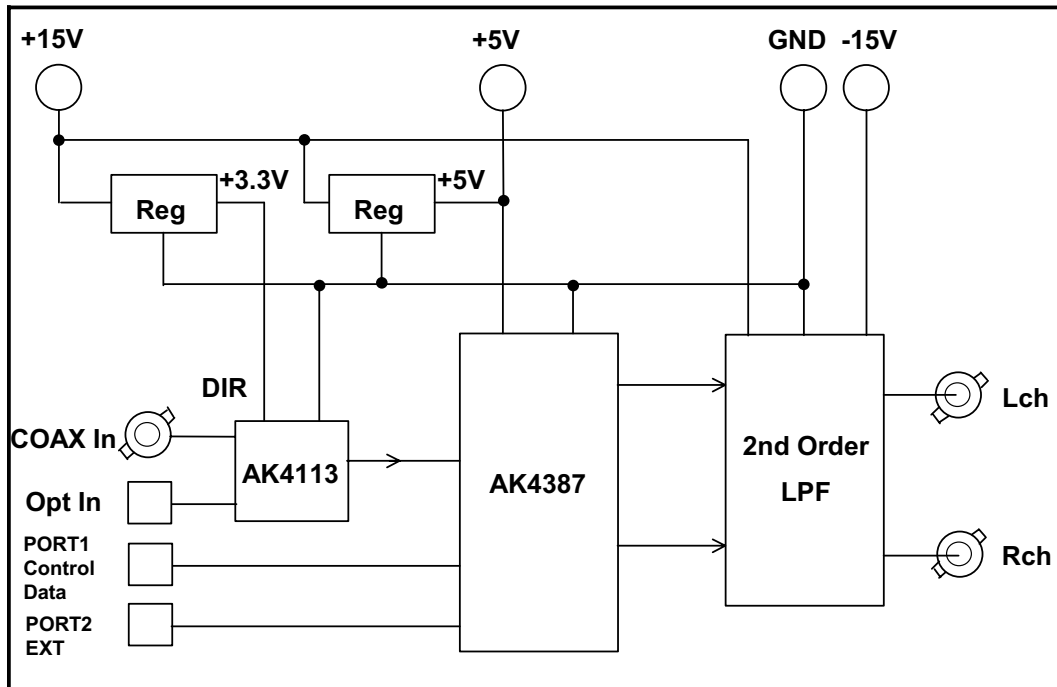 +15V
+5V
GND
-15V
+3.3V
+5V
Reg
Reg
DIR
COAX In
AK4113
Opt In
PORT1
Control
Data
PORT2
EXT
AK4387
2nd Order
LPF
Lch
Rch